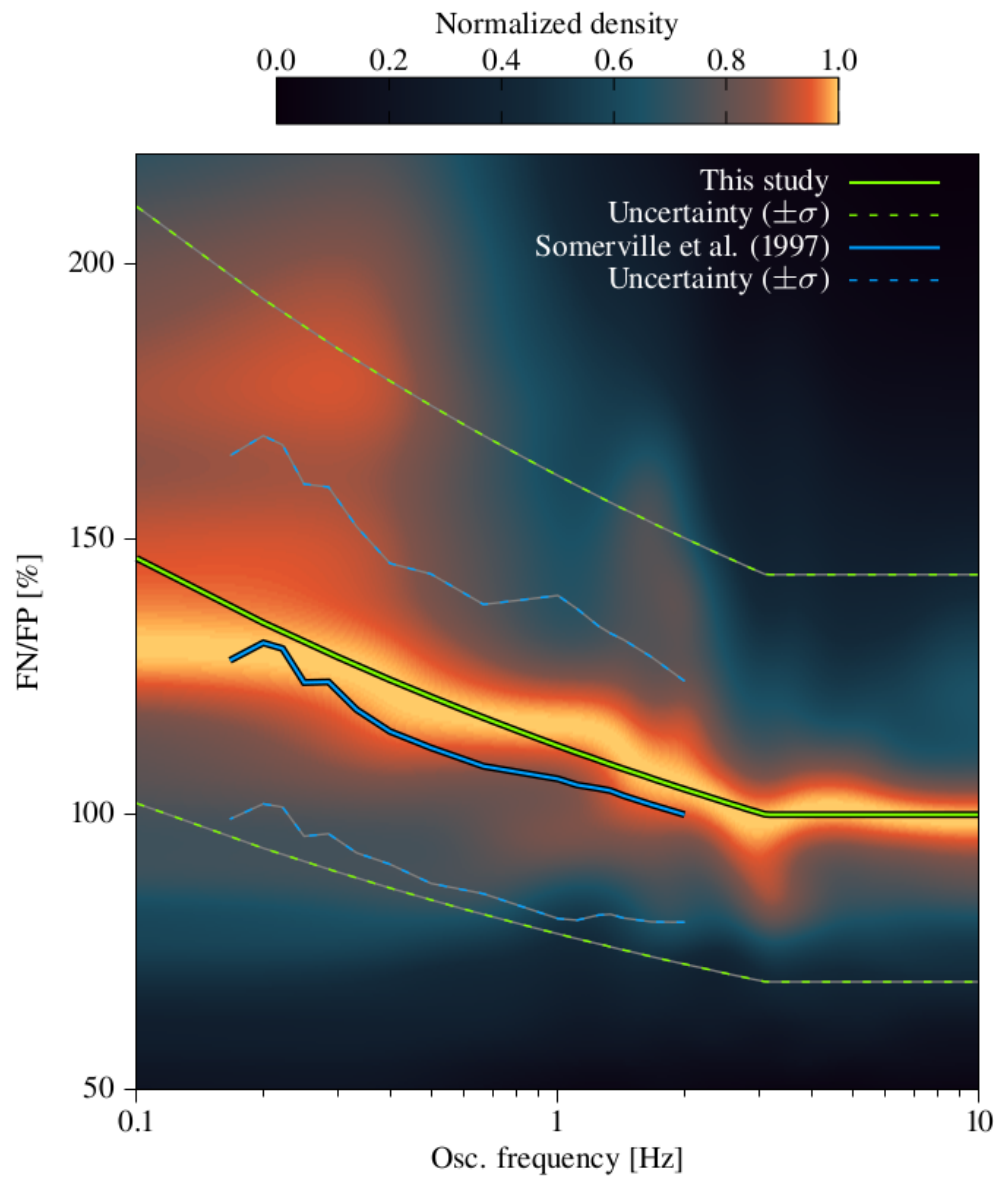 Normalized density
0.0 0.2 0.4 0.6 0.8 1.0
This study
Uncertainty (±σ)
Somerville et al. (1997)
Uncertainty (±σ)
200
150
100
50
FN/FP [%]
0.1 1 10
Osc. frequency [Hz]